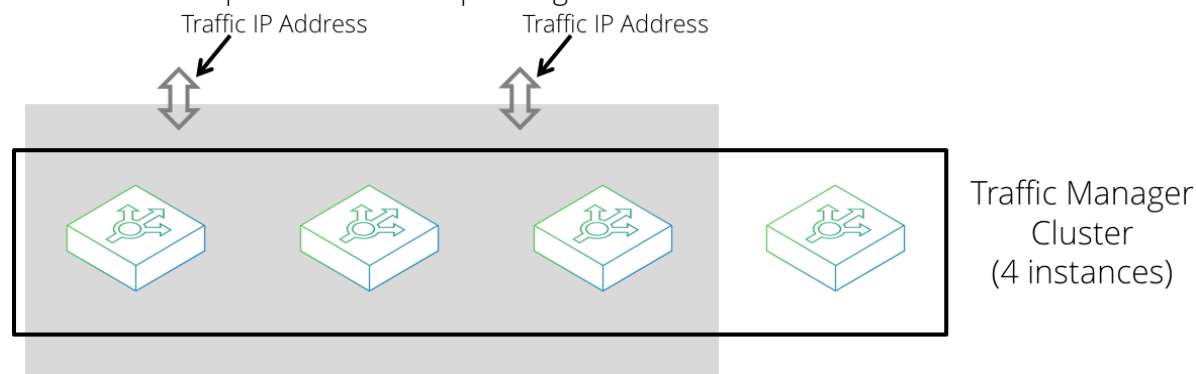 Traffic IP Address
Traffic IP Address
Traffic Manager
Cluster
(4 instances)